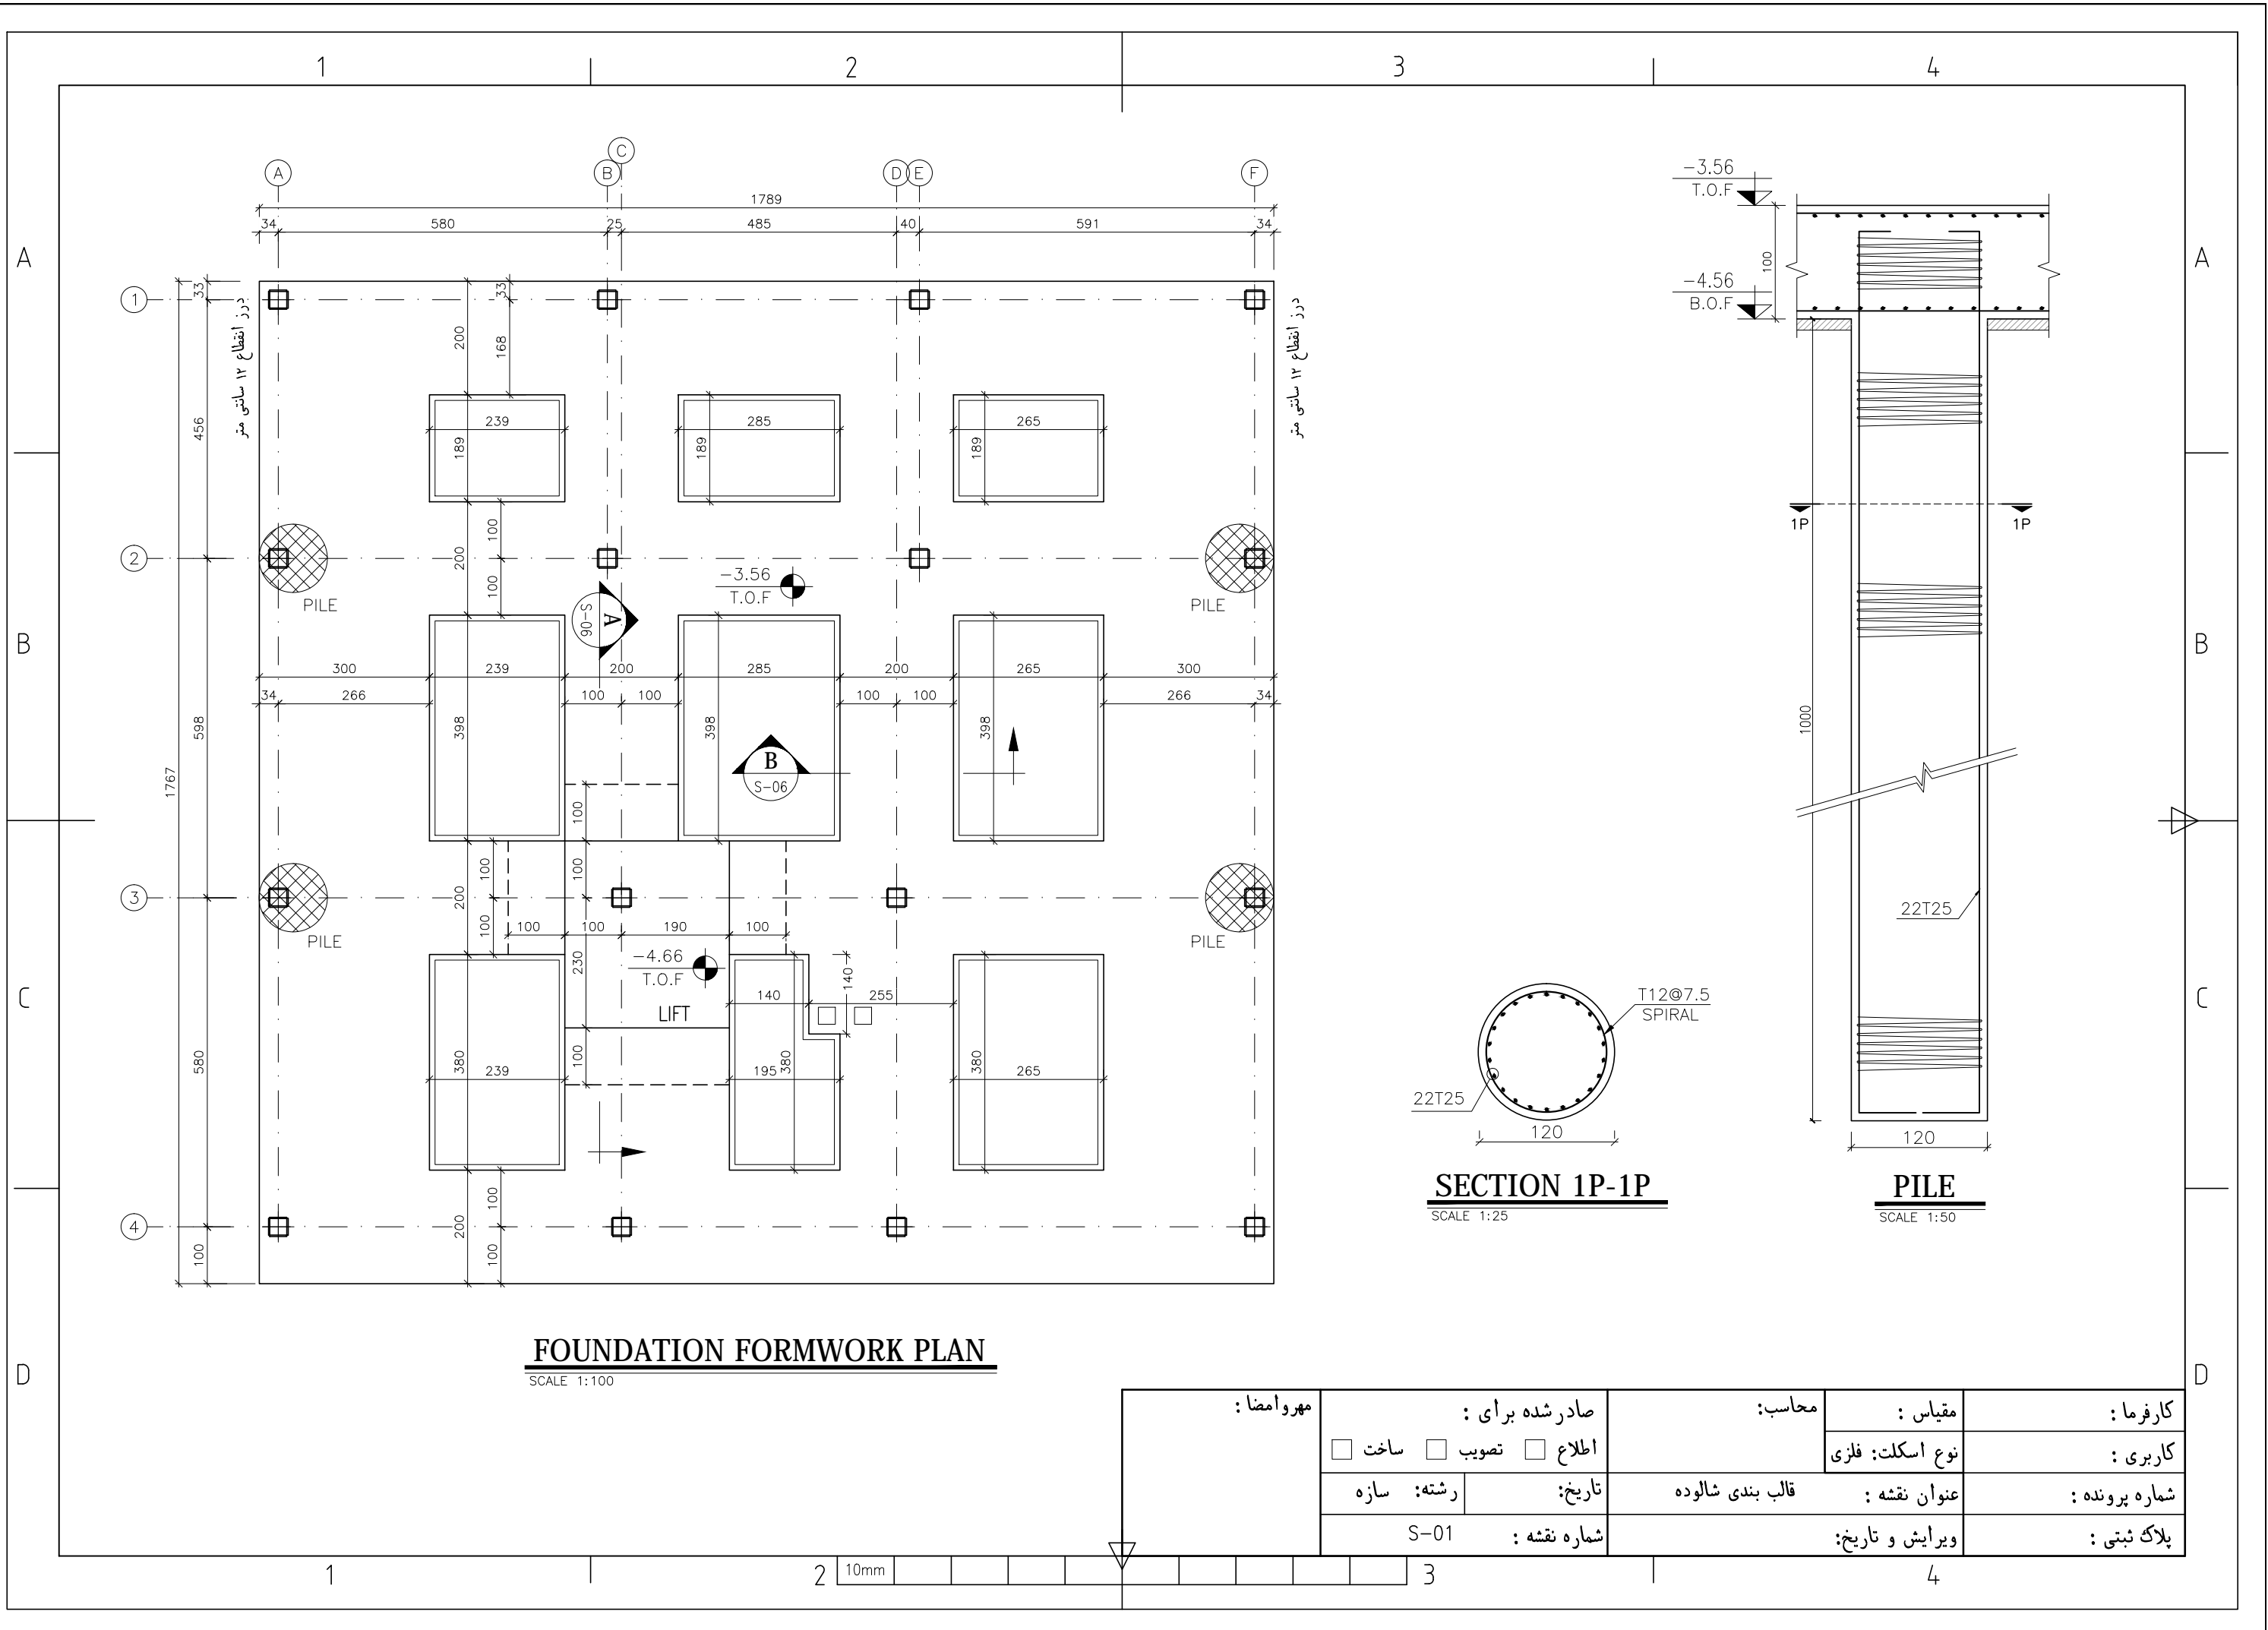 1 2 3 4
A B C D E F
1789
34 580 25 485 40 591 34
A A
1 33 33
درز انقطاع ۱۲ سانتی متر
درز انقطاع ۱۲ سانتی متر
200 168
456
239 285 265
189 189 189
2
200 100 100
PILE PILE
-3.56
T.O.F
A
S-06
B B
300 239 200 285 200 265 300
34 266 100 100 100 100 266 34
598
398 398 398
1767
B
S-06
100
100 100
3
200 100
PILE PILE
100 100 190 100
230
-4.66
T.O.F
140
140 255
LIFT
C C
580
380 380 380
100
239 195 265
4
200 100 100
100
FOUNDATION FORMWORK PLAN
SCALE 1:100
-3.56
T.O.F
100
-4.56
B.O.F
1P 1P
1000
22T25
120
PILE
SCALE 1:50
T12@7.5
SPIRAL
22T25
120
SECTION 1P-1P
SCALE 1:25
D D
کارفرما :
مقیاس :
محاسب:
صادر شده برای :
مهروامضا :
کاربری :
نوع اسکلت: فلزی
اطلاع تصویب ساخت
شماره پرونده :
عنوان نقشه : قالب بندی شالوده
تاریخ:
رشته: سازه
پلاک ثبتی :
ویرایش و تاریخ:
شماره نقشه : S-01
1 2 10mm 3 4